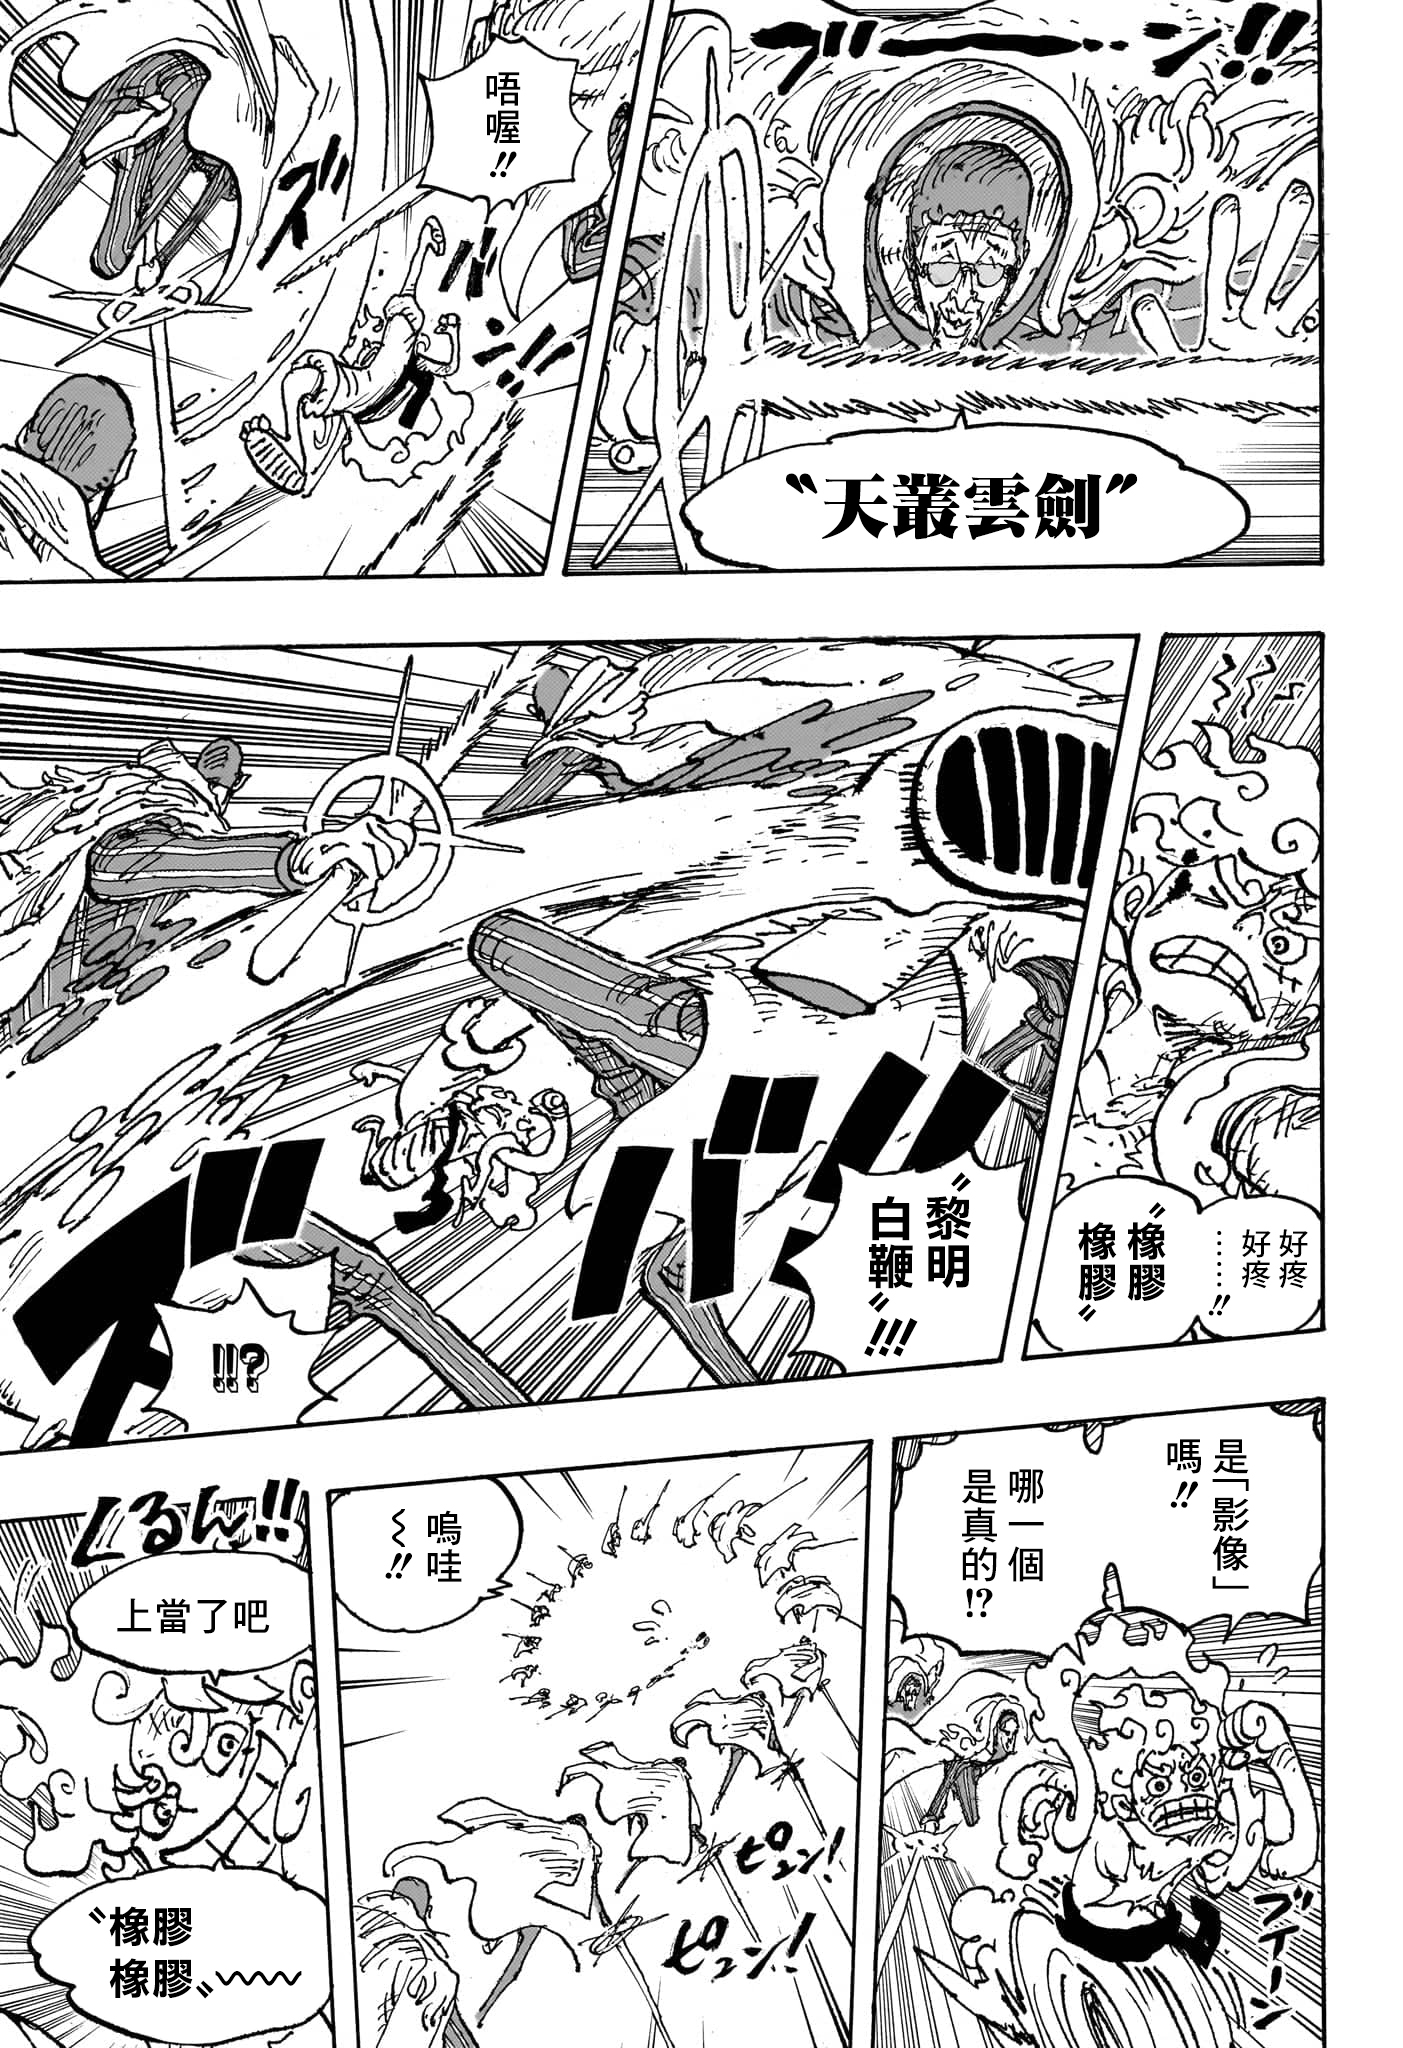 ブーーン!!
〝天叢雲劍〞
唔
喔!!
ズバン!!
好疼
好疼
……!!
〝橡膠
橡膠〞
〝黎明
白鞭〞!!!
バ
!!?
是「影像」
嗎!!
哪一個
是真的!?
ブイーン
嗚哇
〜!!
ピュン!
ピュン!
くるん!!
上當了吧
〝橡膠
橡膠〞〜〜〜